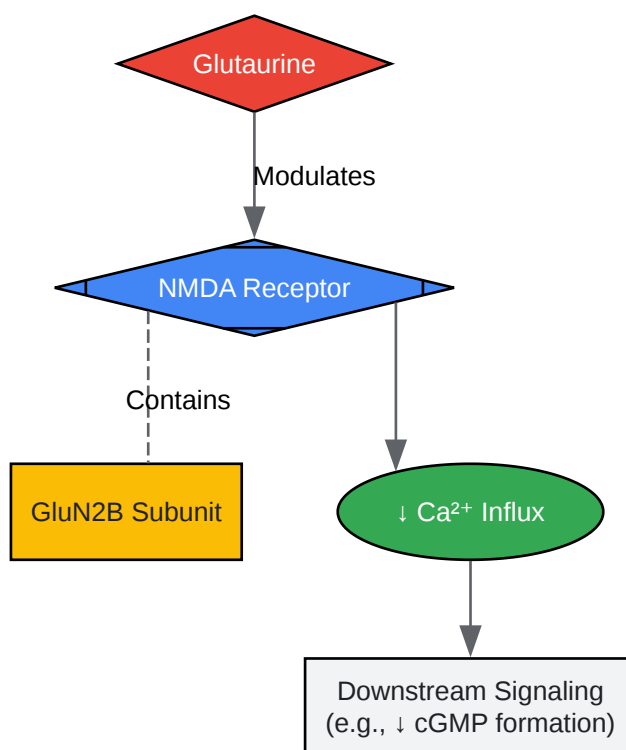 Glutaurine
Modulates
NMDA Receptor
Contains
GluN2B Subunit
↓ Ca²⁺ Influx
Downstream Signaling
(e.g., ↓ cGMP formation)